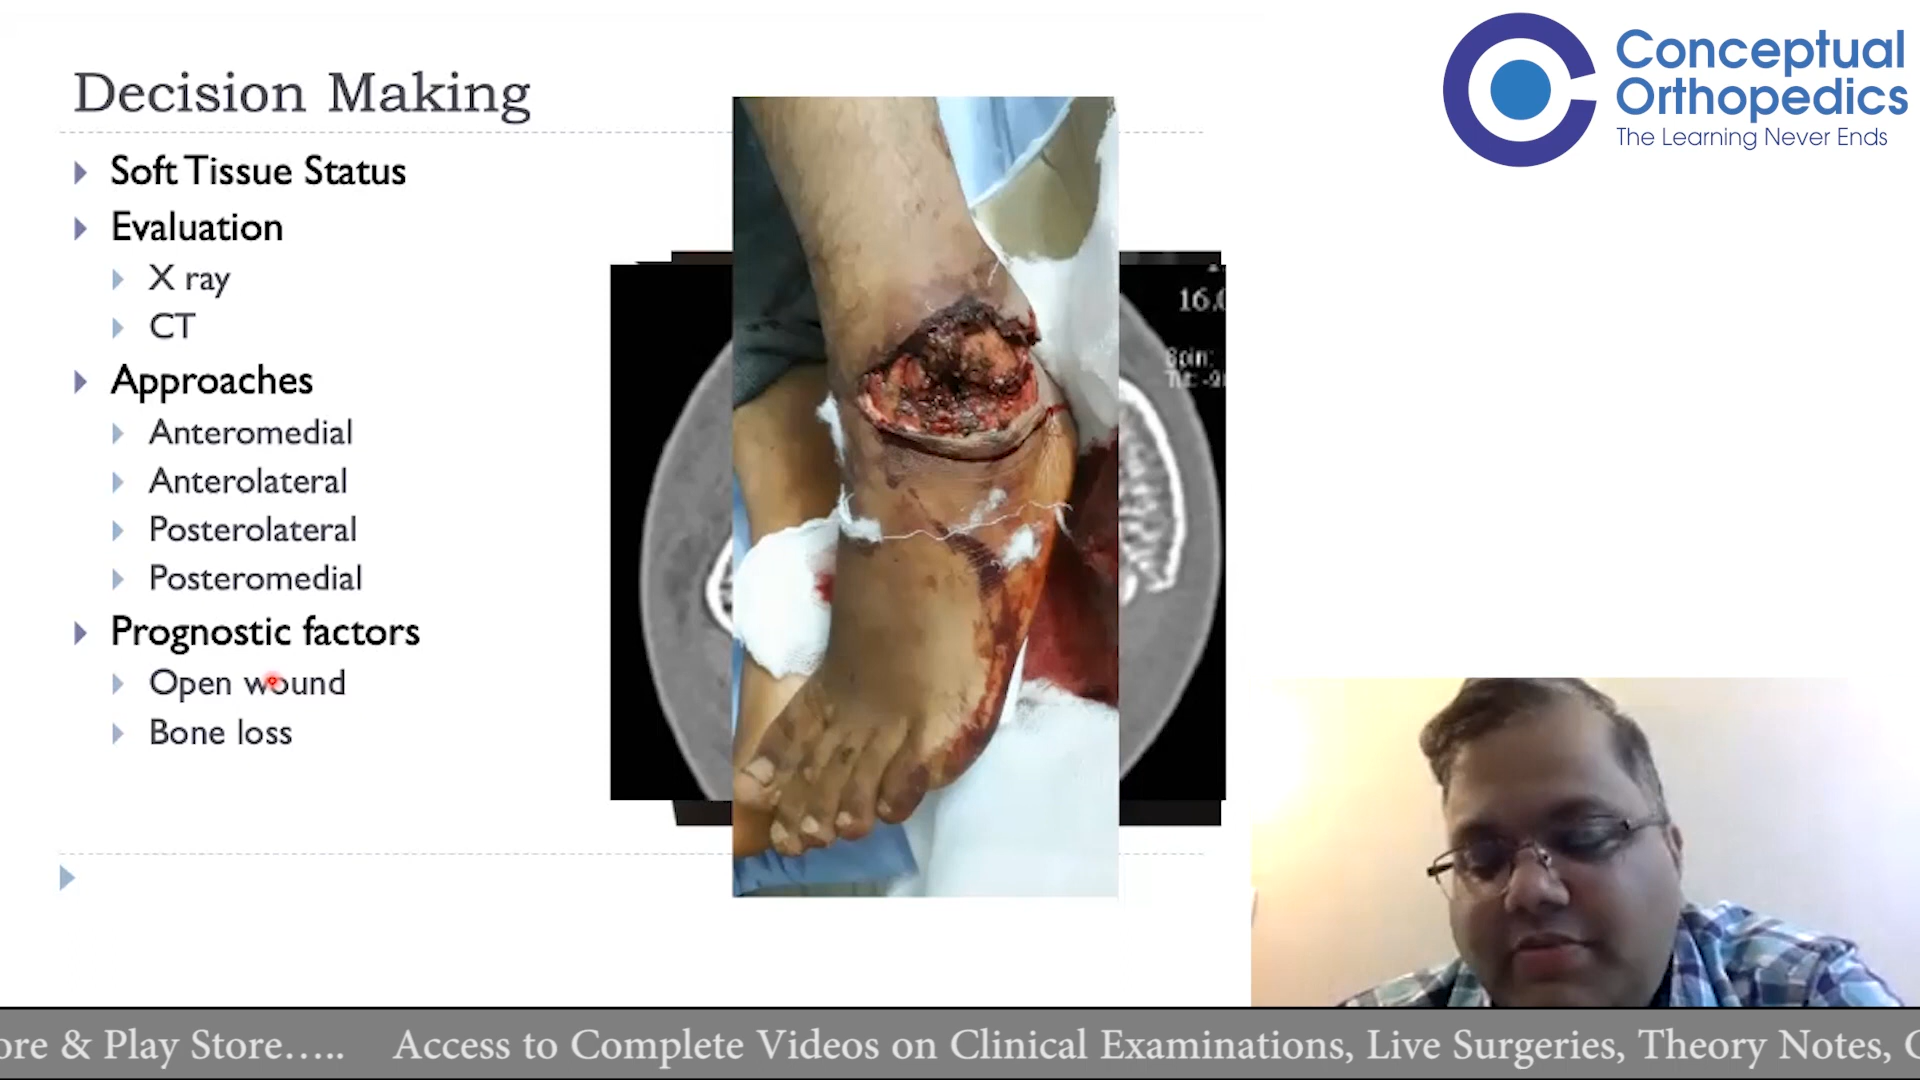 Decision Making
Soft Tissue Status
Evaluation
X ray
CT
Approaches
Anteromedial
Anterolateral
Posterolateral
Posteromedial
Prognostic factors
Open wound
Bone loss
Conceptual
Orthopedics
The Learning Never Ends
& Play Store….. Access to Complete Videos on Clinical Examinations, Live Surgeries, Theory Notes,